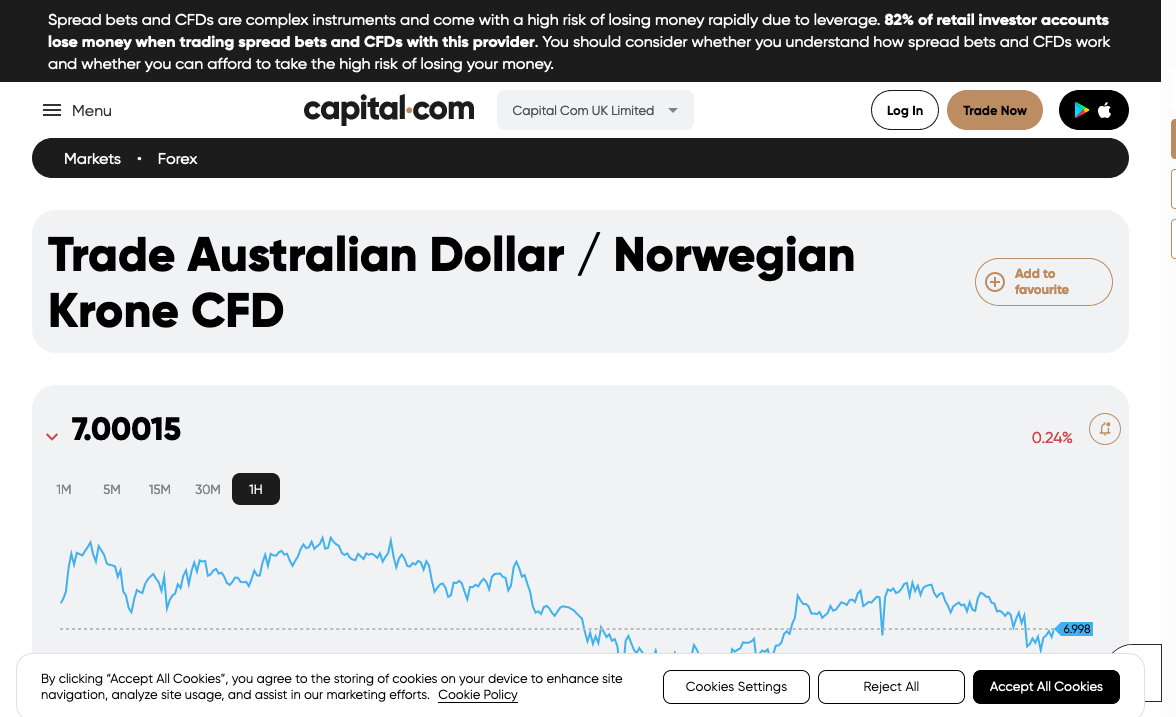 Spread bets and CFDs are complex instruments and come with a high risk of losing money rapidly due to leverage. 82% of retail investor accounts
lose money when trading spread bets and CFDs with this provider. You should consider whether you understand how spread bets and CFDs work
and whether you can afford to take the high risk of losing your money.
Menu
capital.com
Capital Com UK Limited
Log In
Trade Now
Markets • Forex
Trade Australian Dollar / Norwegian
Krone CFD
Add to
favourite
7.00015
0.24%
1M 5M 15M 30M 1H
6.998
By clicking “Accept All Cookies”, you agree to the storing of cookies on your device to enhance site
navigation, analyze site usage, and assist in our marketing efforts. Cookie Policy
Cookies Settings
Reject All
Accept All Cookies